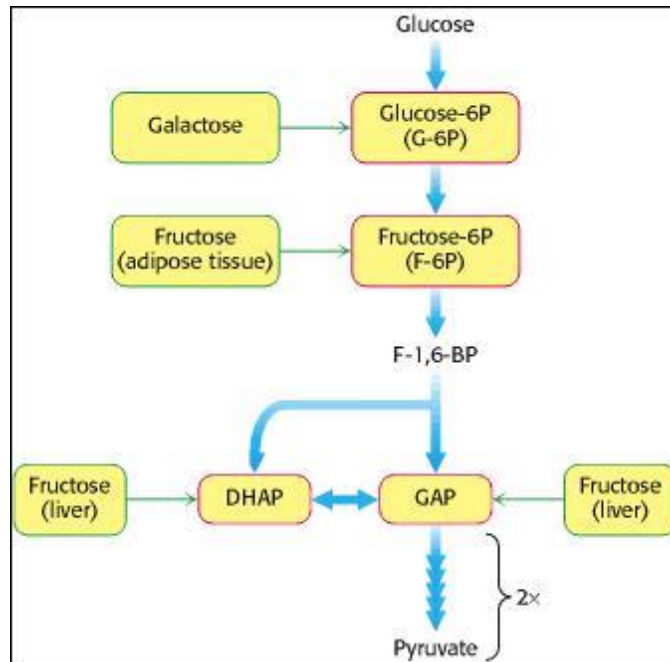 Glucose
Galactose
Glucose-6P
(G-6P)
Fructose
(adipose tissue)
Fructose-6P
(F-6P)
F-1,6-BP
Fructose
(liver)
DHAP
GAP
Fructose
(liver)
2×
Pyruvate